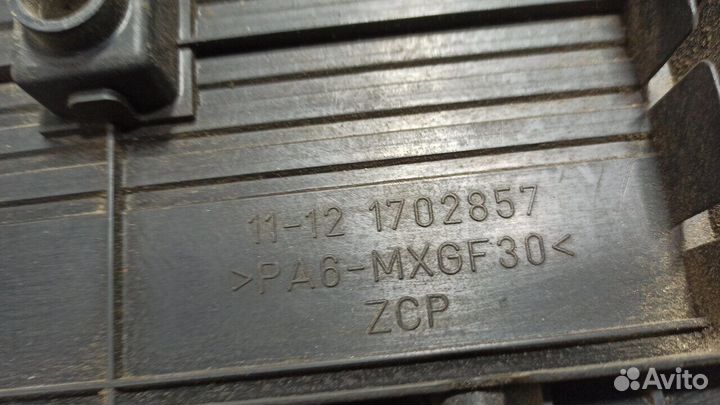 11-12 1702857
>PA6-MXGF30<
ZCP
Avito